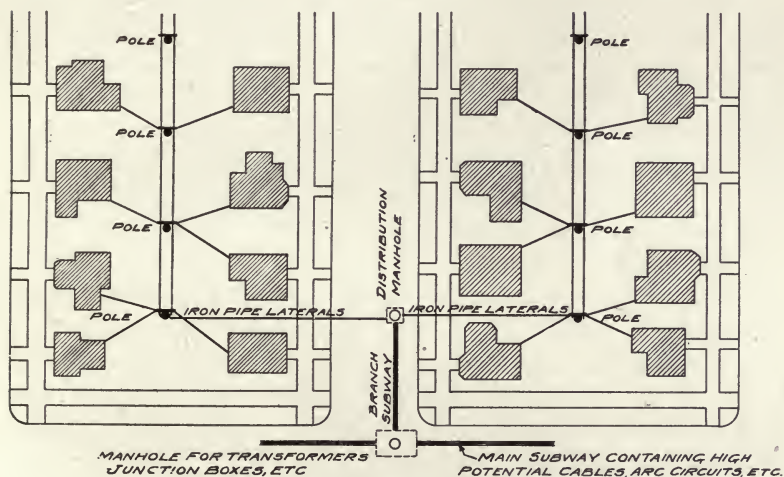 POLE
POLE
POLE
POLE
POLE
POLE
POLE
POLE
IRON PIPE LATERALS
DISTRIBUTION
MANHOLE
IRON PIPE LATERALS
BRANCH
SUBWAY
MANHOLE FOR TRANSFORMERS
JUNCTION BOXES, ETC
MAIN SUBWAY CONTAINING HIGH
POTENTIAL CABLES, ARC CIRCUITS, ETC.